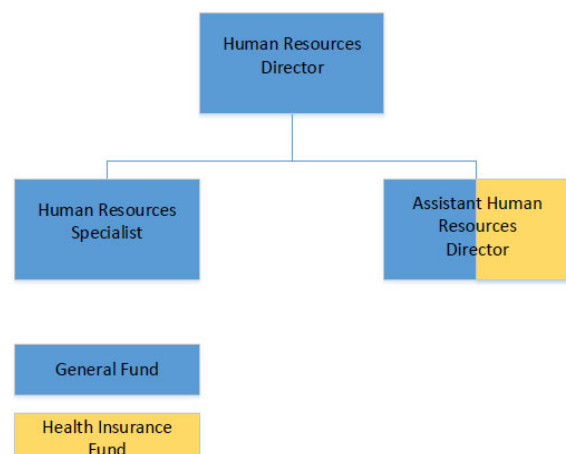 Human Resources
Director
Human Resources
Specialist
Assistant Human
Resources
Director
General Fund
Health Insurance
Fund